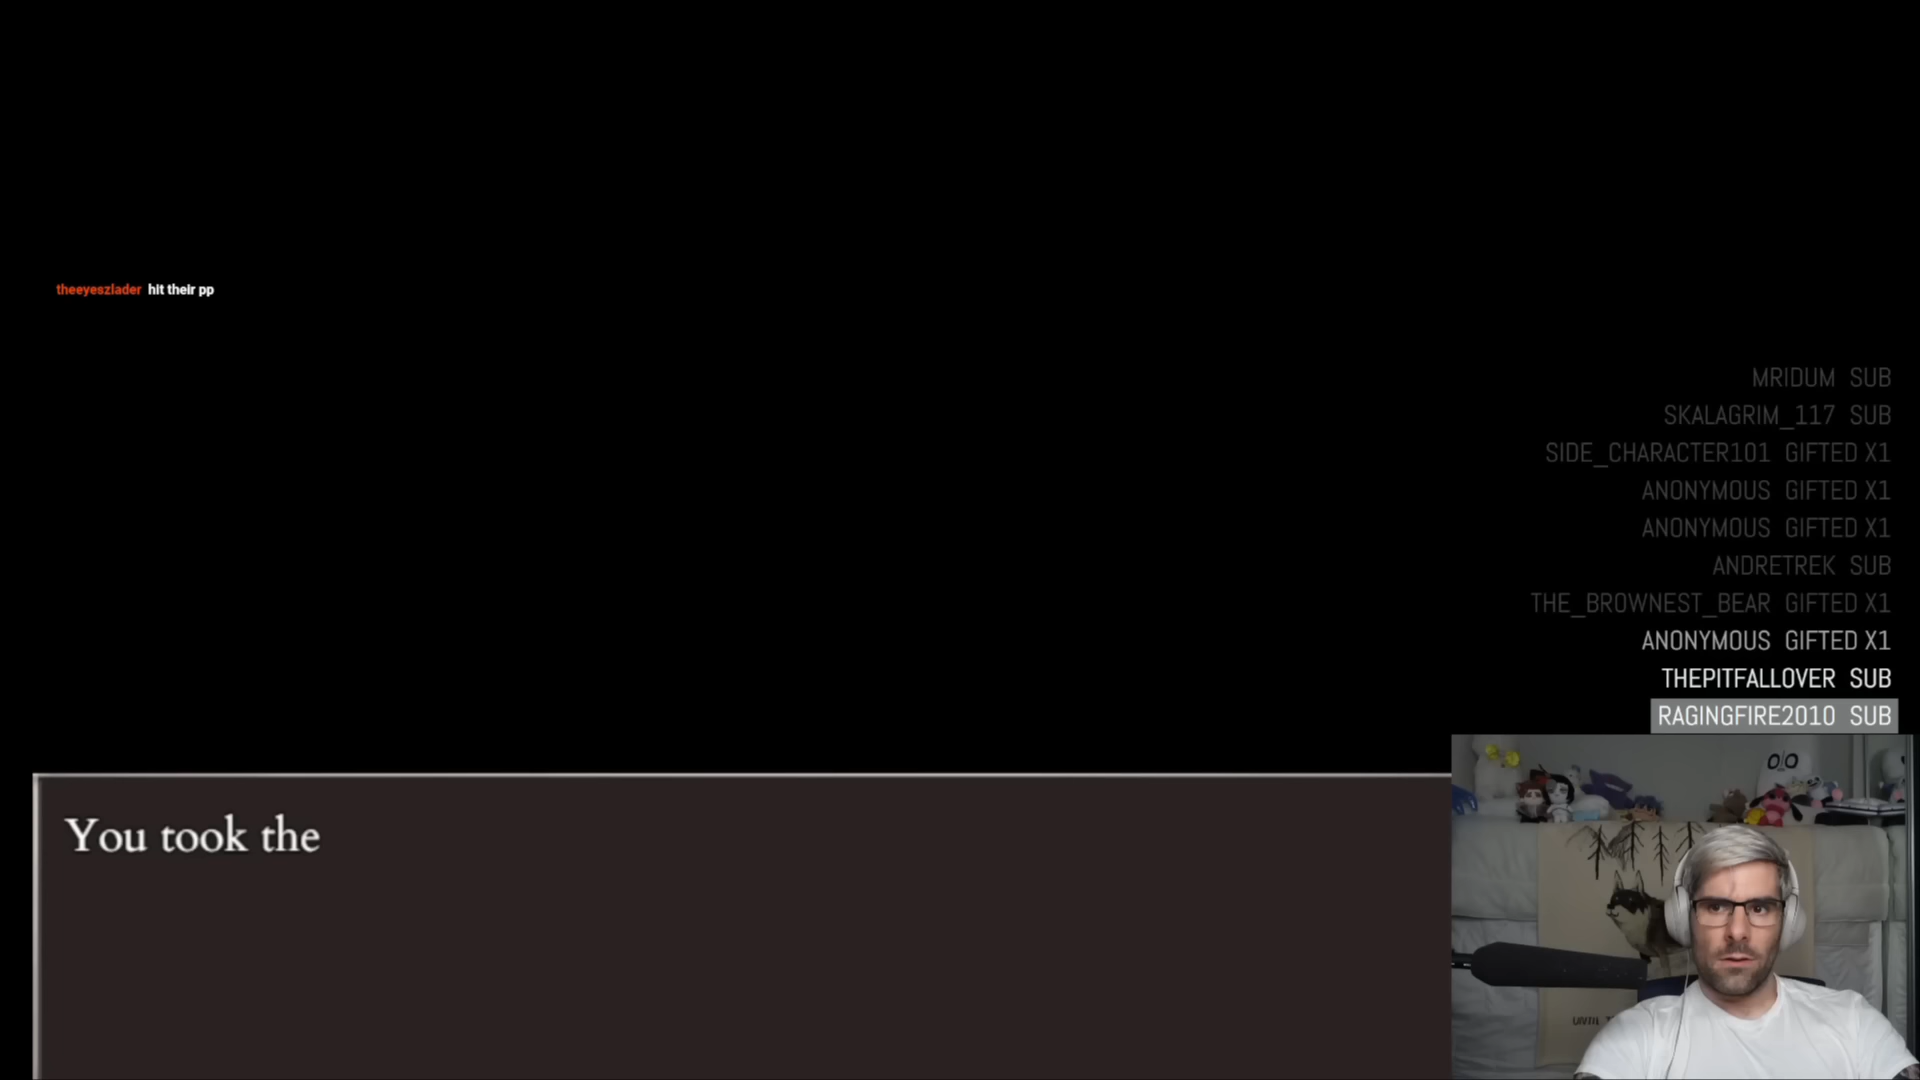 theeyeszlader hit their pp
MRIDUM SUB
SKALAGRIM_117 SUB
SIDE_CHARACTER101 GIFTED X1
ANONYMOUS GIFTED X1
ANONYMOUS GIFTED X1
ANDRETREK SUB
THE_BROWNEST_BEAR GIFTED X1
ANONYMOUS GIFTED X1
THEPITFALLOVER SUB
RAGINGFIRE2010 SUB
You took the